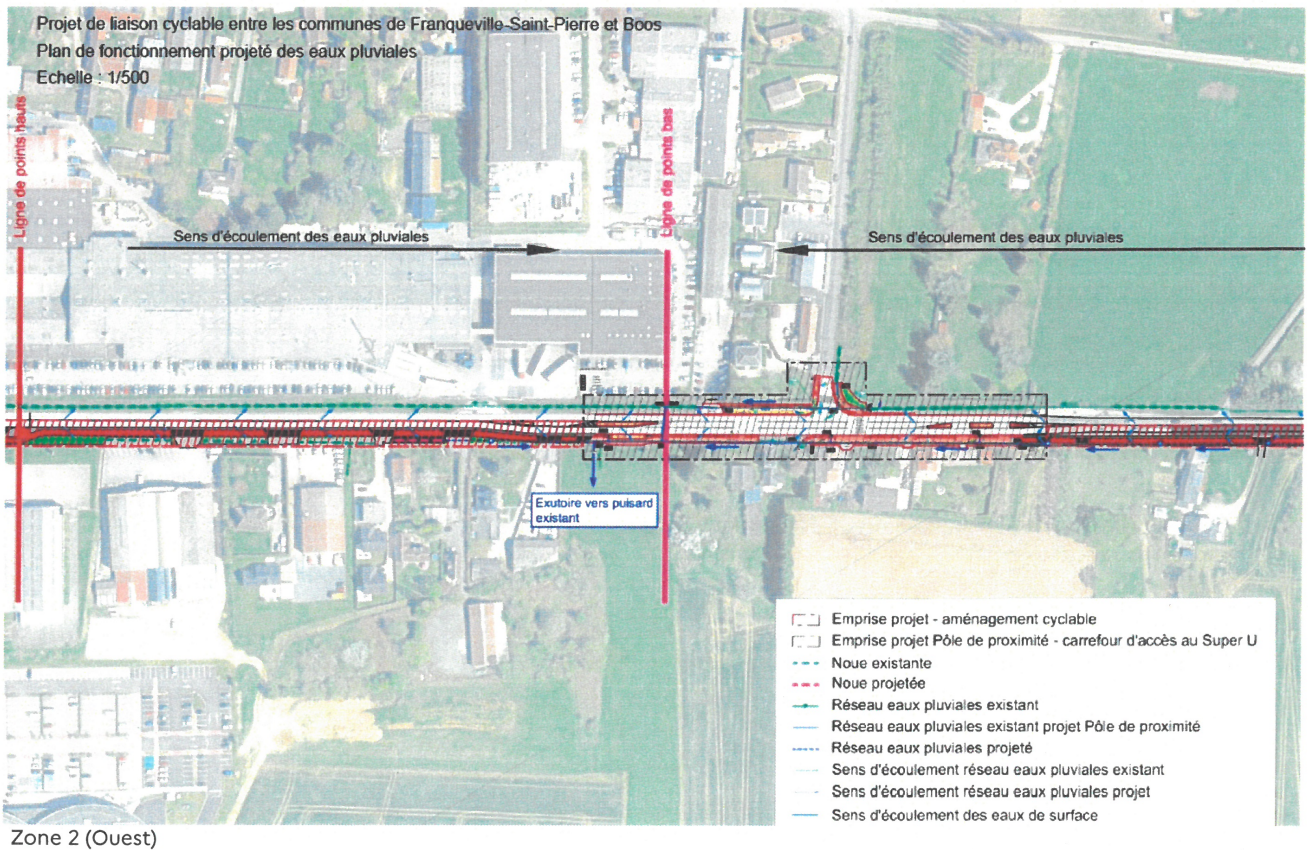 Projet de liaison cyclable entre les communes de Franqueville-Saint-Pierre et Boos
Plan de fonctionnement projeté des eaux pluviales
Echelle : 1/500
Ligne de points hauts
Ligne de points bas
Sens d'écoulement des eaux pluviales
Sens d'écoulement des eaux pluviales
Exutoire vers puisard
existant
Emprise projet - aménagement cyclable
Emprise projet Pôle de proximité - carrefour d'accès au Super U
Noue existante
Noue projetée
Réseau eaux pluviales existant
Réseau eaux pluviales existant projet Pôle de proximité
Réseau eaux pluviales projeté
Sens d'écoulement réseau eaux pluviales existant
Sens d'écoulement réseau eaux pluviales projet
Sens d'écoulement des eaux de surface
Zone 2 (Ouest)